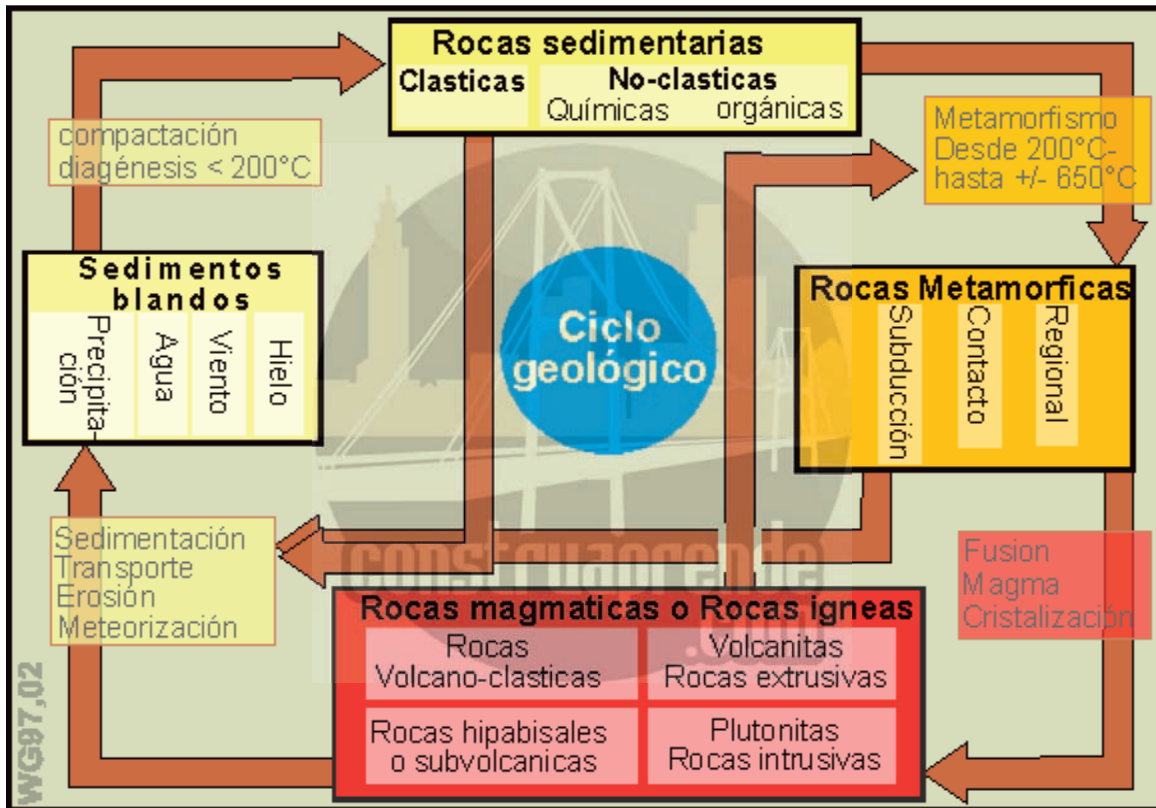 Rocas sedimentarias
Clasticas
No-clasticas
Químicas orgánicas
compactación
diagénesis < 200°C
Metamorfismo
Desde 200°C-
hasta +/- 650°C
Sedimentos
blandos
Precipita-
ción
Agua
Viento
Hielo
Ciclo
geológico
Rocas Metamorficas
Subducción
Contacto
Regional
Sedimentación
Transporte
Erosión
Meteorización
construaprende
.com
Fusion
Magma
Cristalización
Rocas magmaticas o Rocas igneas
Rocas
Volcano-clasticas
Volcanitas
Rocas extrusivas
Rocas hipabisales
o subvolcanicas
Plutonitas
Rocas intrusivas
WG97,02